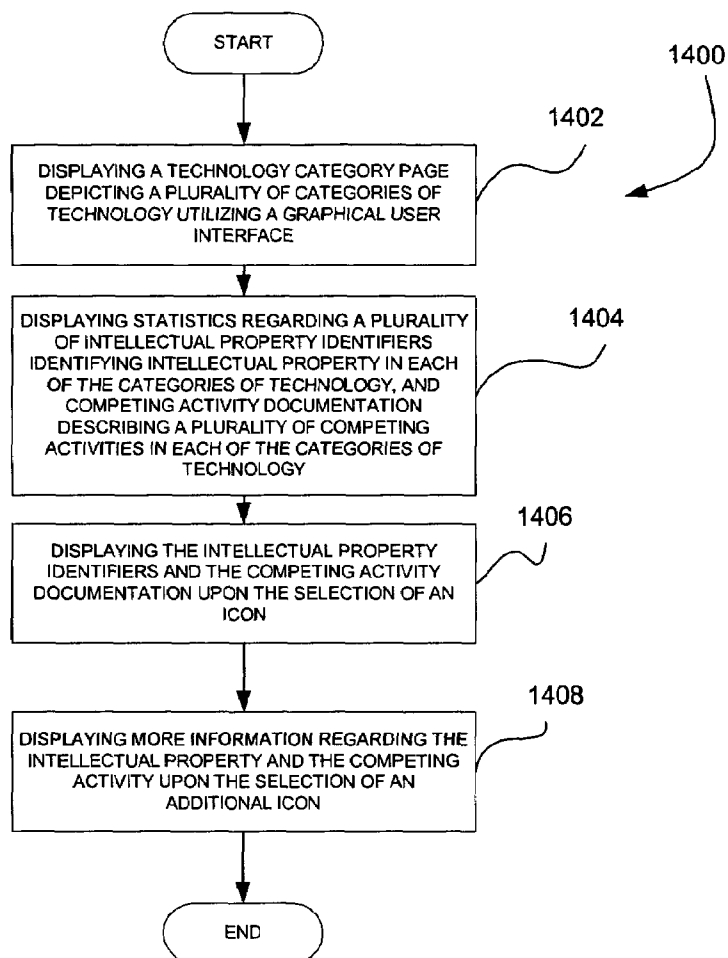 START
1400
1402
DISPLAYING A TECHNOLOGY CATEGORY PAGE
DEPICTING A PLURALITY OF CATEGORIES OF
TECHNOLOGY UTILIZING A GRAPHICAL USER
INTERFACE
1404
DISPLAYING STATISTICS REGARDING A PLURALITY
OF INTELLECTUAL PROPERTY IDENTIFIERS
IDENTIFYING INTELLECTUAL PROPERTY IN EACH
OF THE CATEGORIES OF TECHNOLOGY, AND
COMPETING ACTIVITY DOCUMENTATION
DESCRIBING A PLURALITY OF COMPETING
ACTIVITIES IN EACH OF THE CATEGORIES OF
TECHNOLOGY
1406
DISPLAYING THE INTELLECTUAL PROPERTY
IDENTIFIERS AND THE COMPETING ACTIVITY
DOCUMENTATION UPON THE SELECTION OF AN
ICON
1408
DISPLAYING MORE INFORMATION REGARDING THE
INTELLECTUAL PROPERTY AND THE COMPETING
ACTIVITY UPON THE SELECTION OF AN
ADDITIONAL ICON
END